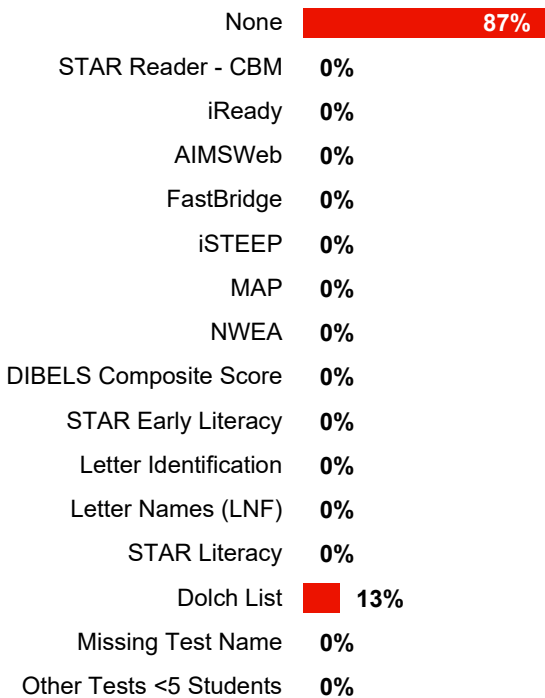 None 87%
STAR Reader - CBM 0%
iReady 0%
AIMSWeb 0%
FastBridge 0%
iSTEEP 0%
MAP 0%
NWEA 0%
DIBELS Composite Score 0%
STAR Early Literacy 0%
Letter Identification 0%
Letter Names (LNF) 0%
STAR Literacy 0%
Dolch List 13%
Missing Test Name 0%
Other Tests <5 Students 0%